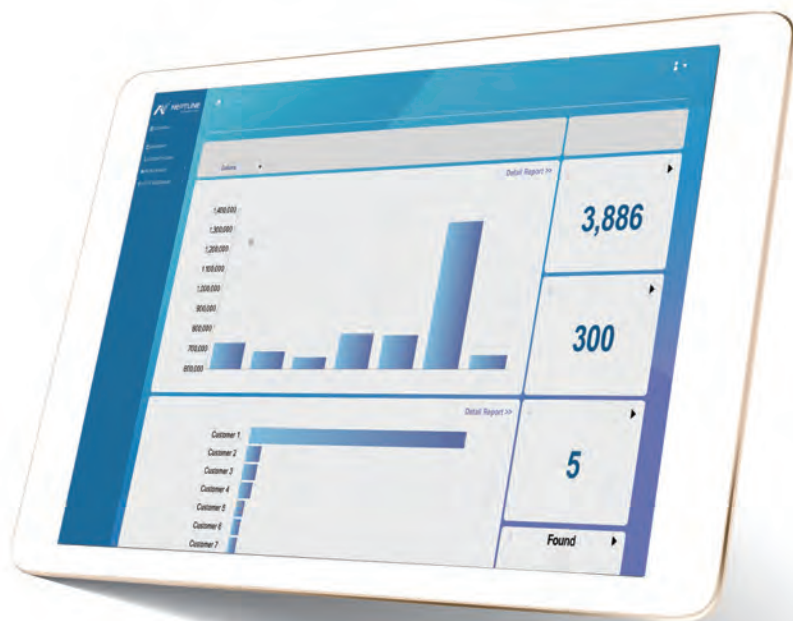 NEPTUNE
Gallons
Detail Report >>
1,400,000
1,300,000
1,200,000
1,100,000
1,000,000
900,000
800,000
700,000
600,000
3,886
300
Detail Report >>
Customer 1
Customer 2
Customer 3
Customer 4
Customer 5
Customer 6
Customer 7
5
Found